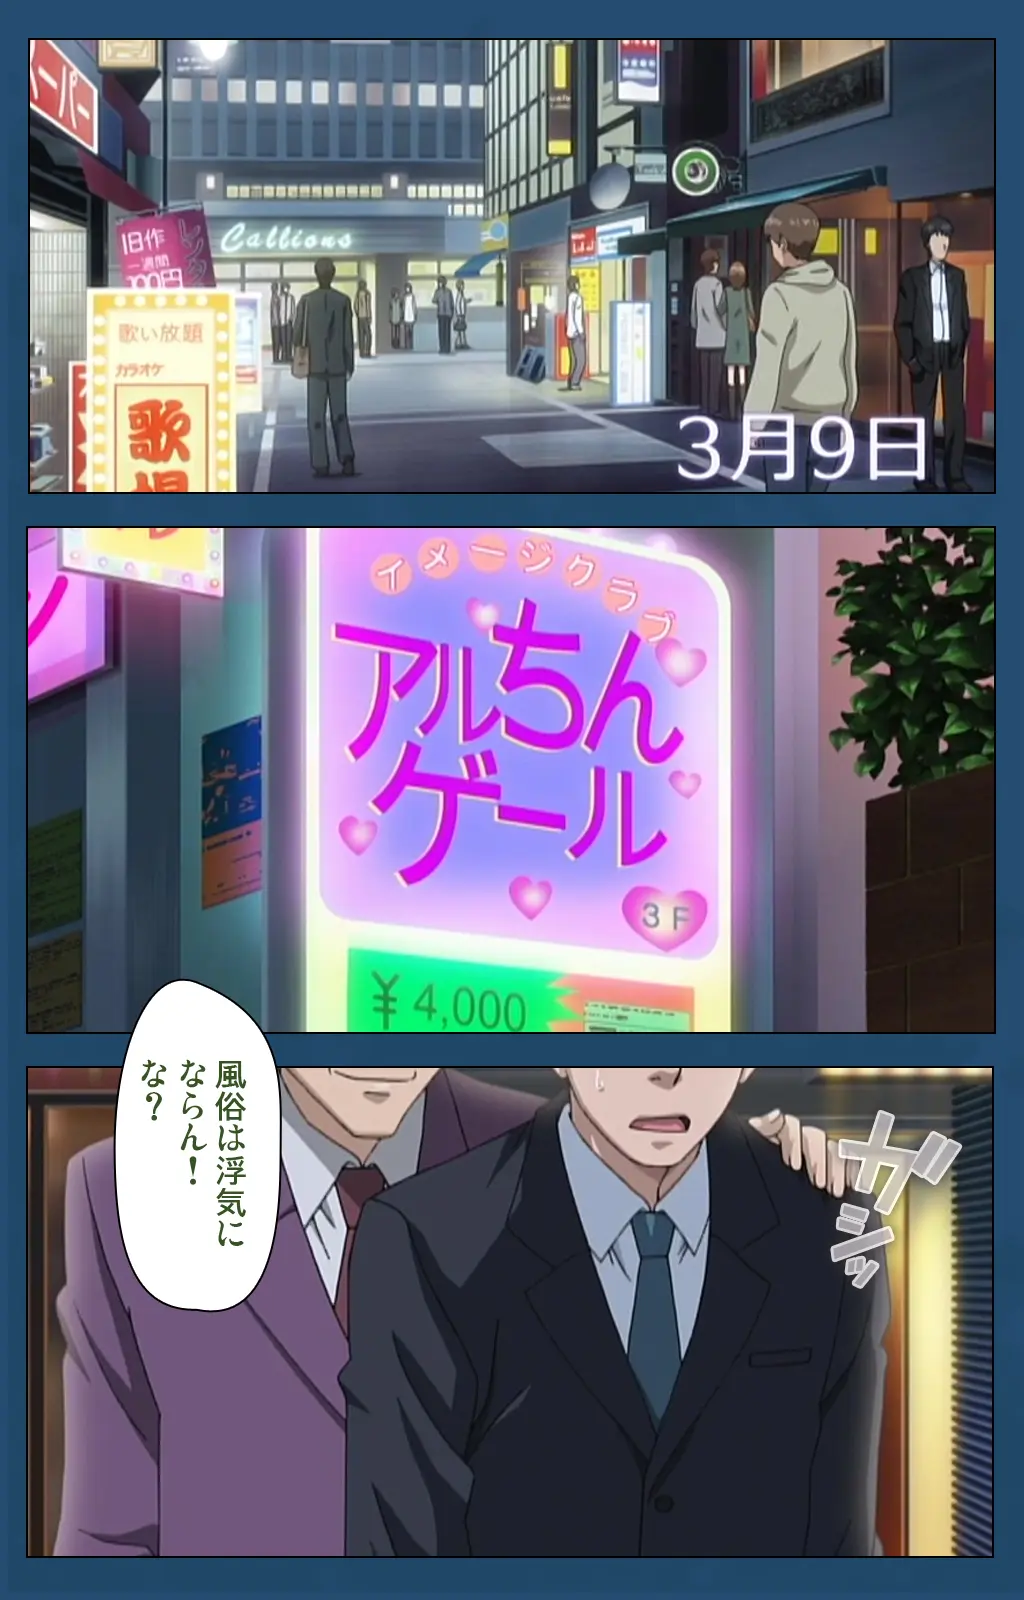 ーパー
旧作
一週間
100円
レンタ
Callions
歌い放題
カラオケ
歌
3月9日
イメージクラブ
アルちん
ゲール
3F
¥4,000
風俗は浮気に
ならん!
な?
ガシッ